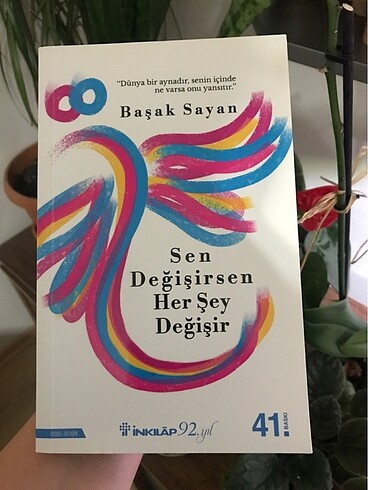 “Dünya bir aynadır, senin içinde
ne varsa onu yansıtır.”
Başak Sayan
Sen
Değişirsen
Her Şey
Değişir
İNKILÂP 92.yıl
41.
BASKI